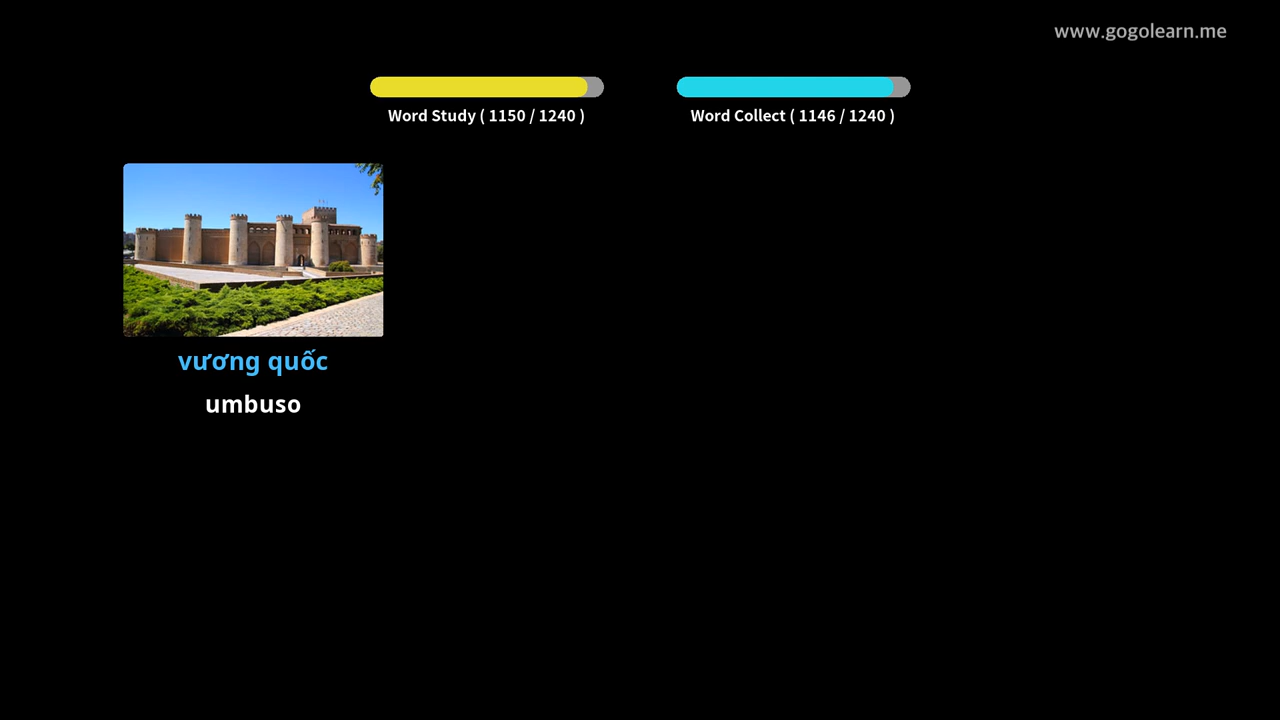 www.gogolearn.me
Word Study ( 1150 / 1240 )
Word Collect ( 1146 / 1240 )
vương quốc
umbuso